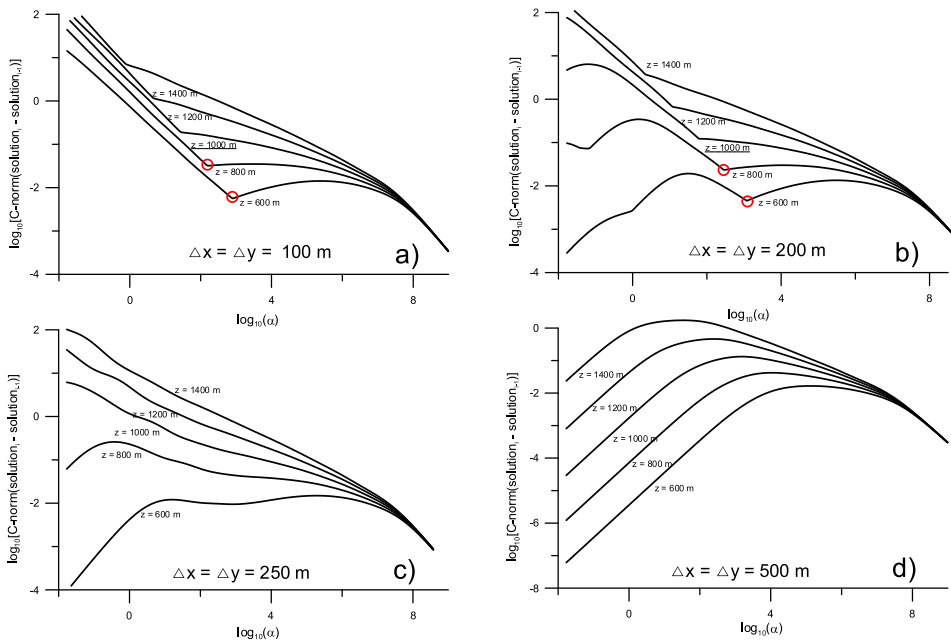 log10[C-norm(solutioni - solutioni-1)]
2
0
-2
-4
z = 1400 m
z = 1200 m
z = 1000 m
z = 800 m
z = 600 m
△x = △y = 100 m
a)
0
4
8
log10(α)
log10[C-norm(solutioni - solutioni-1)]
2
0
-2
-4
z = 1400 m
z = 1200 m
z = 1000 m
z = 800 m
z = 600 m
△x = △y = 200 m
b)
0
4
8
log10(α)
log10[C-norm(solutioni - solutioni-1)]
2
0
-2
-4
z = 1400 m
z = 1200 m
z = 1000 m
z = 800 m
z = 600 m
△x = △y = 250 m
c)
0
4
8
log10(α)
log10[C-norm(solutioni - solutioni-1)]
0
-2
-4
-6
-8
z = 1400 m
z = 1200 m
z = 1000 m
z = 800 m
z = 600 m
△x = △y = 500 m
d)
0
4
8
log10(α)